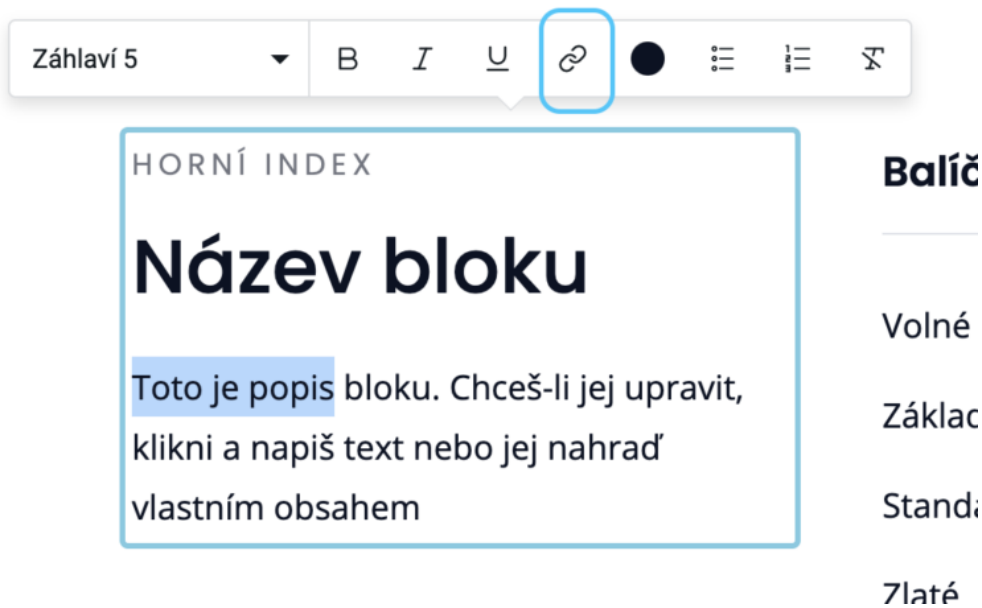 Záhlaví 5
B I U
HORNÍ INDEX
Název bloku
Toto je popis bloku. Chceš-li jej upravit,
klikni a napiš text nebo jej nahraď
vlastním obsahem
Balíč
Volné
Základ
Standa
Zlaté